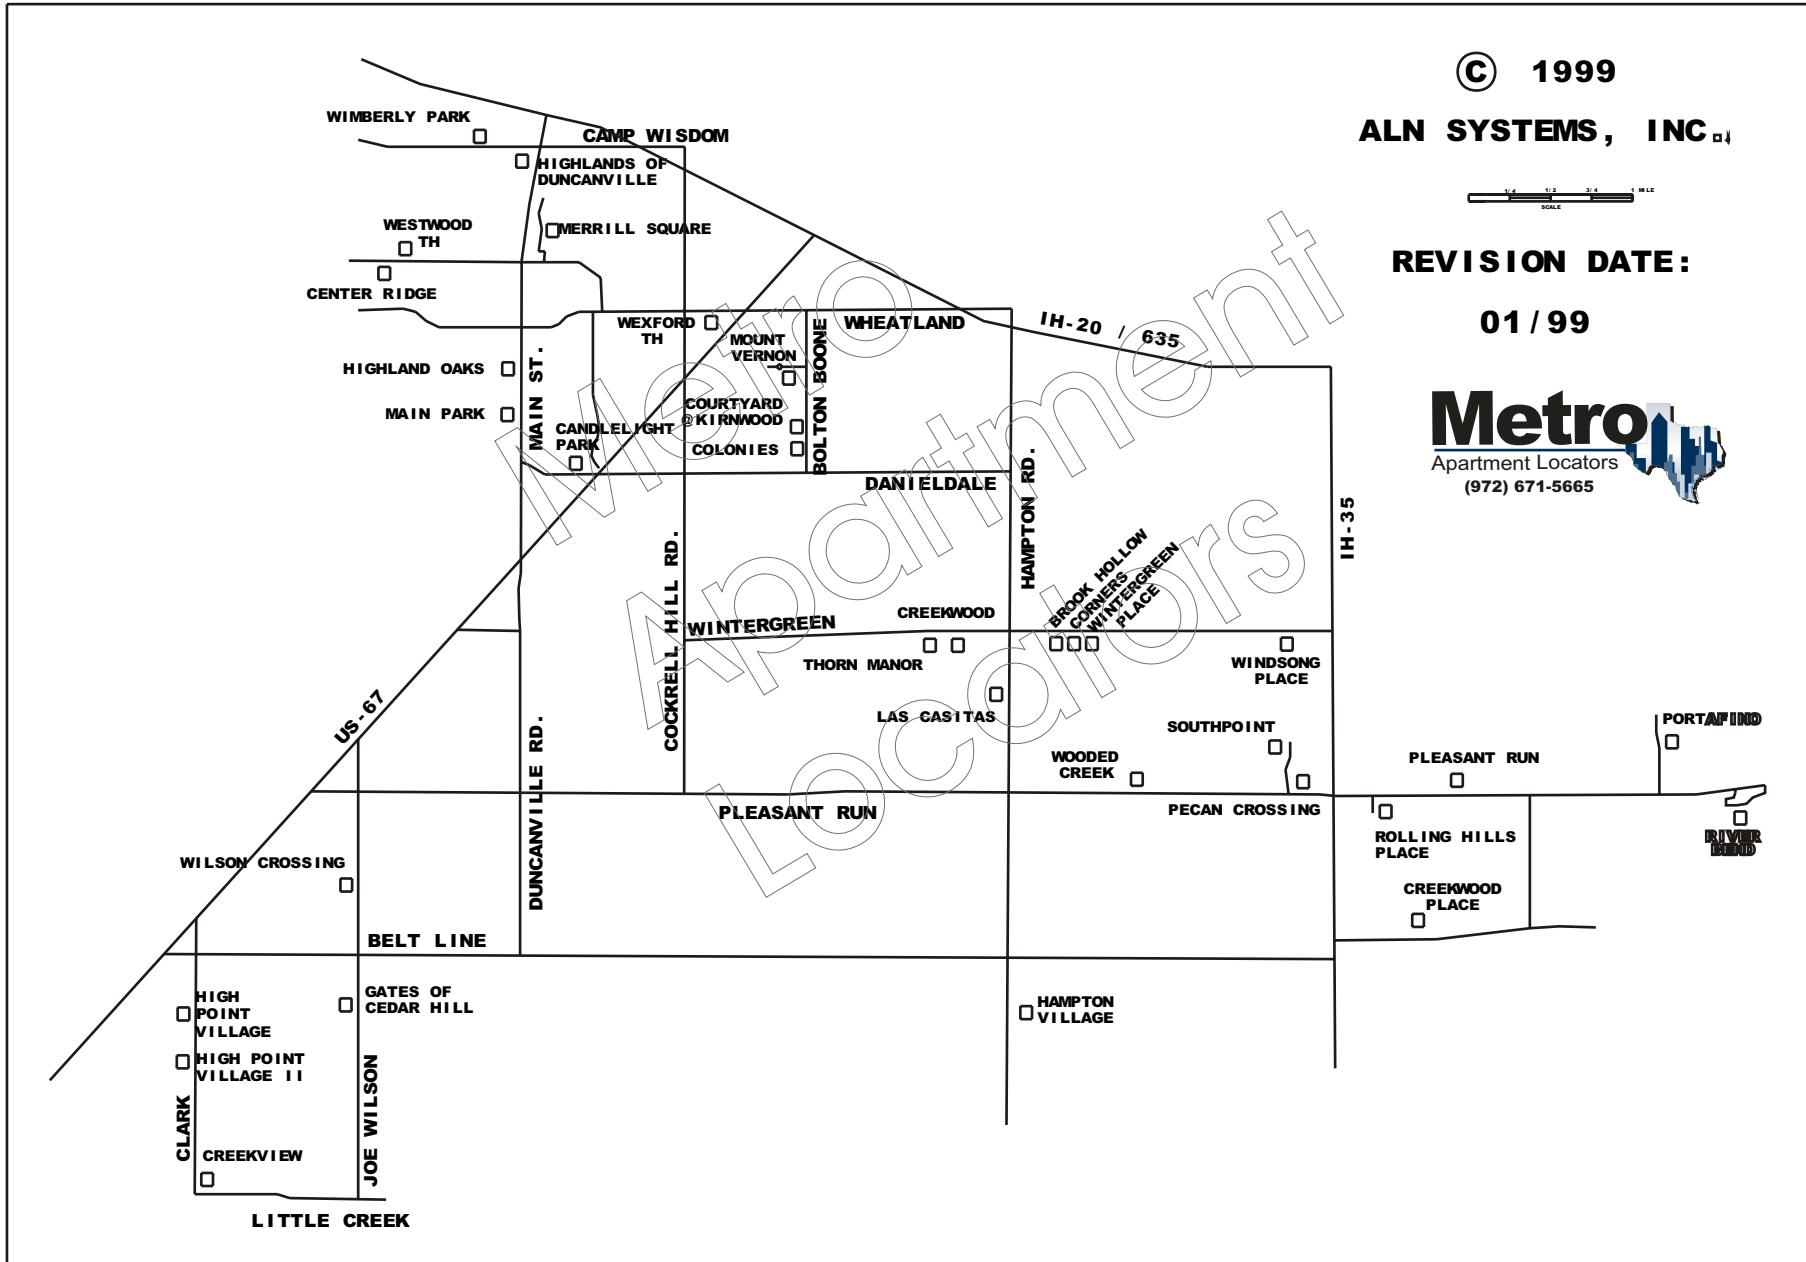 © 1999
ALN SYSTEMS, INC.
1/4 1/2 3/4 1 MILE
SCALE
REVISION DATE:
01/99
Metro
Apartment Locators
(972) 671-5665
WIMBERLY PARK
CAMP WISDOM
HIGHLANDS OF
DUNCANVILLE
WESTWOOD
TH
MERRILL SQUARE
CENTER RIDGE
WEXFORD
TH
MOUNT
VERNON
WHEATLAND
IH-20 / 635
HIGHLAND OAKS
MAIN PARK
MAIN ST.
CANDLELIGHT
PARK
COURTYARD
@KIRNWOOD
COLONIES
BOLTON BOONE
DANIELDALE
HAMPTON RD.
IH-35
COCKRELL HILL RD.
WINTERGREEN
CREEKWOOD
THORN MANOR
BROOK HOLLOW
CORNERS
WINTERGREEN
PLACE
WINDSONG
PLACE
LAS CASITAS
US-67
DUNCANVILLE RD.
SOUTHPOINT
WOODED
CREEK
PLEASANT RUN
PORTAFINO
PLEASANT RUN
PECAN CROSSING
ROLLING HILLS
PLACE
RIVER
BEND
WILSON CROSSING
CREEKWOOD
PLACE
BELT LINE
HIGH
POINT
VILLAGE
GATES OF
CEDAR HILL
HAMPTON
VILLAGE
HIGH POINT
VILLAGE II
CLARK
JOE WILSON
CREEKVIEW
LITTLE CREEK
Metro
Apartment
Locators